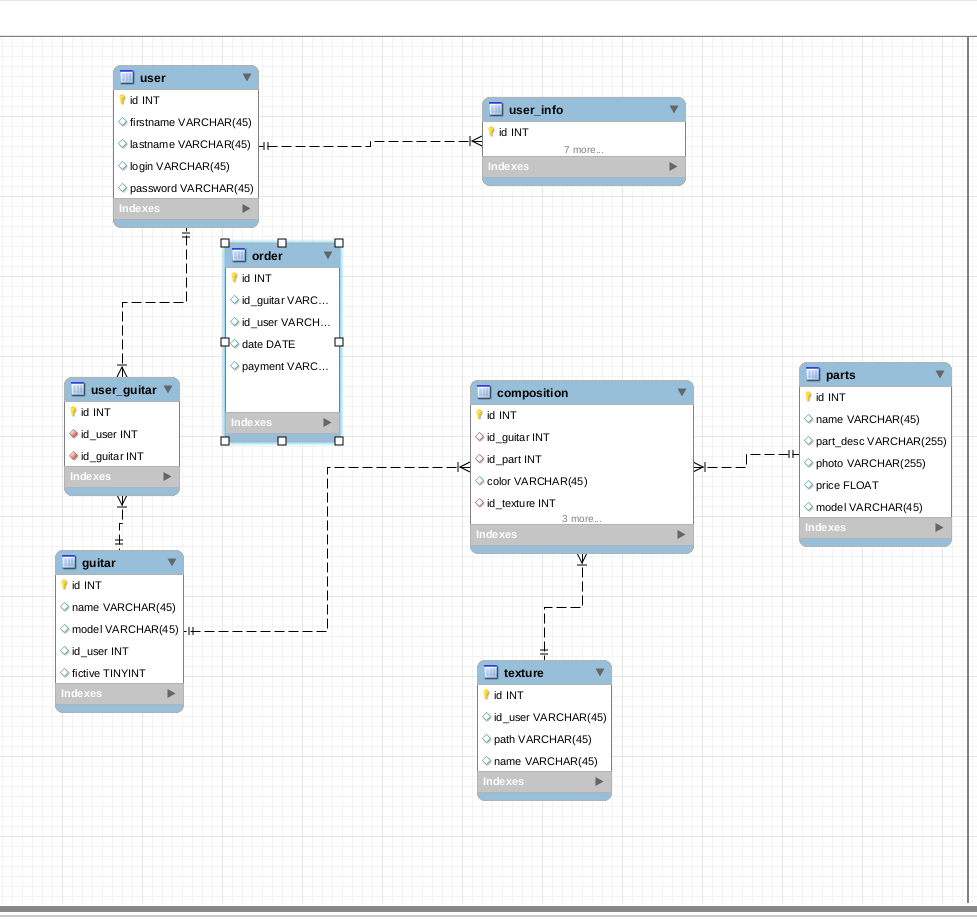 user
id INT
firstname VARCHAR(45)
lastname VARCHAR(45)
login VARCHAR(45)
password VARCHAR(45)
Indexes
user_info
id INT
7 more...
Indexes
order
id INT
id_guitar VARC...
id_user VARCH...
date DATE
payment VARC...
Indexes
user_guitar
id INT
id_user INT
id_guitar INT
Indexes
composition
id INT
id_guitar INT
id_part INT
color VARCHAR(45)
id_texture INT
3 more...
Indexes
parts
id INT
name VARCHAR(45)
part_desc VARCHAR(255)
photo VARCHAR(255)
price FLOAT
model VARCHAR(45)
Indexes
guitar
id INT
name VARCHAR(45)
model VARCHAR(45)
id_user INT
fictive TINYINT
Indexes
texture
id INT
id_user VARCHAR(45)
path VARCHAR(45)
name VARCHAR(45)
Indexes